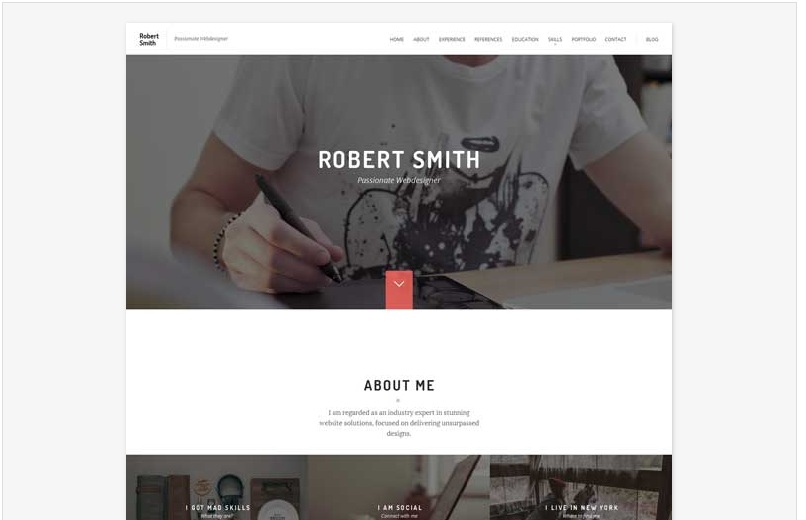 Robert
Smith
Passionate Webdesigner
HOME ABOUT EXPERIENCE REFERENCES EDUCATION SKILLS PORTFOLIO CONTACT BLOG
ROBERT SMITH
Passionate Webdesigner
ABOUT ME
I am regarded as an industry expert in stunning
website solutions, focused on delivering unsurpassed
designs.
I GOT MAD SKILLS I AM SOCIAL I LIVE IN NEW YORK
What they are? Connect with me Where to find me